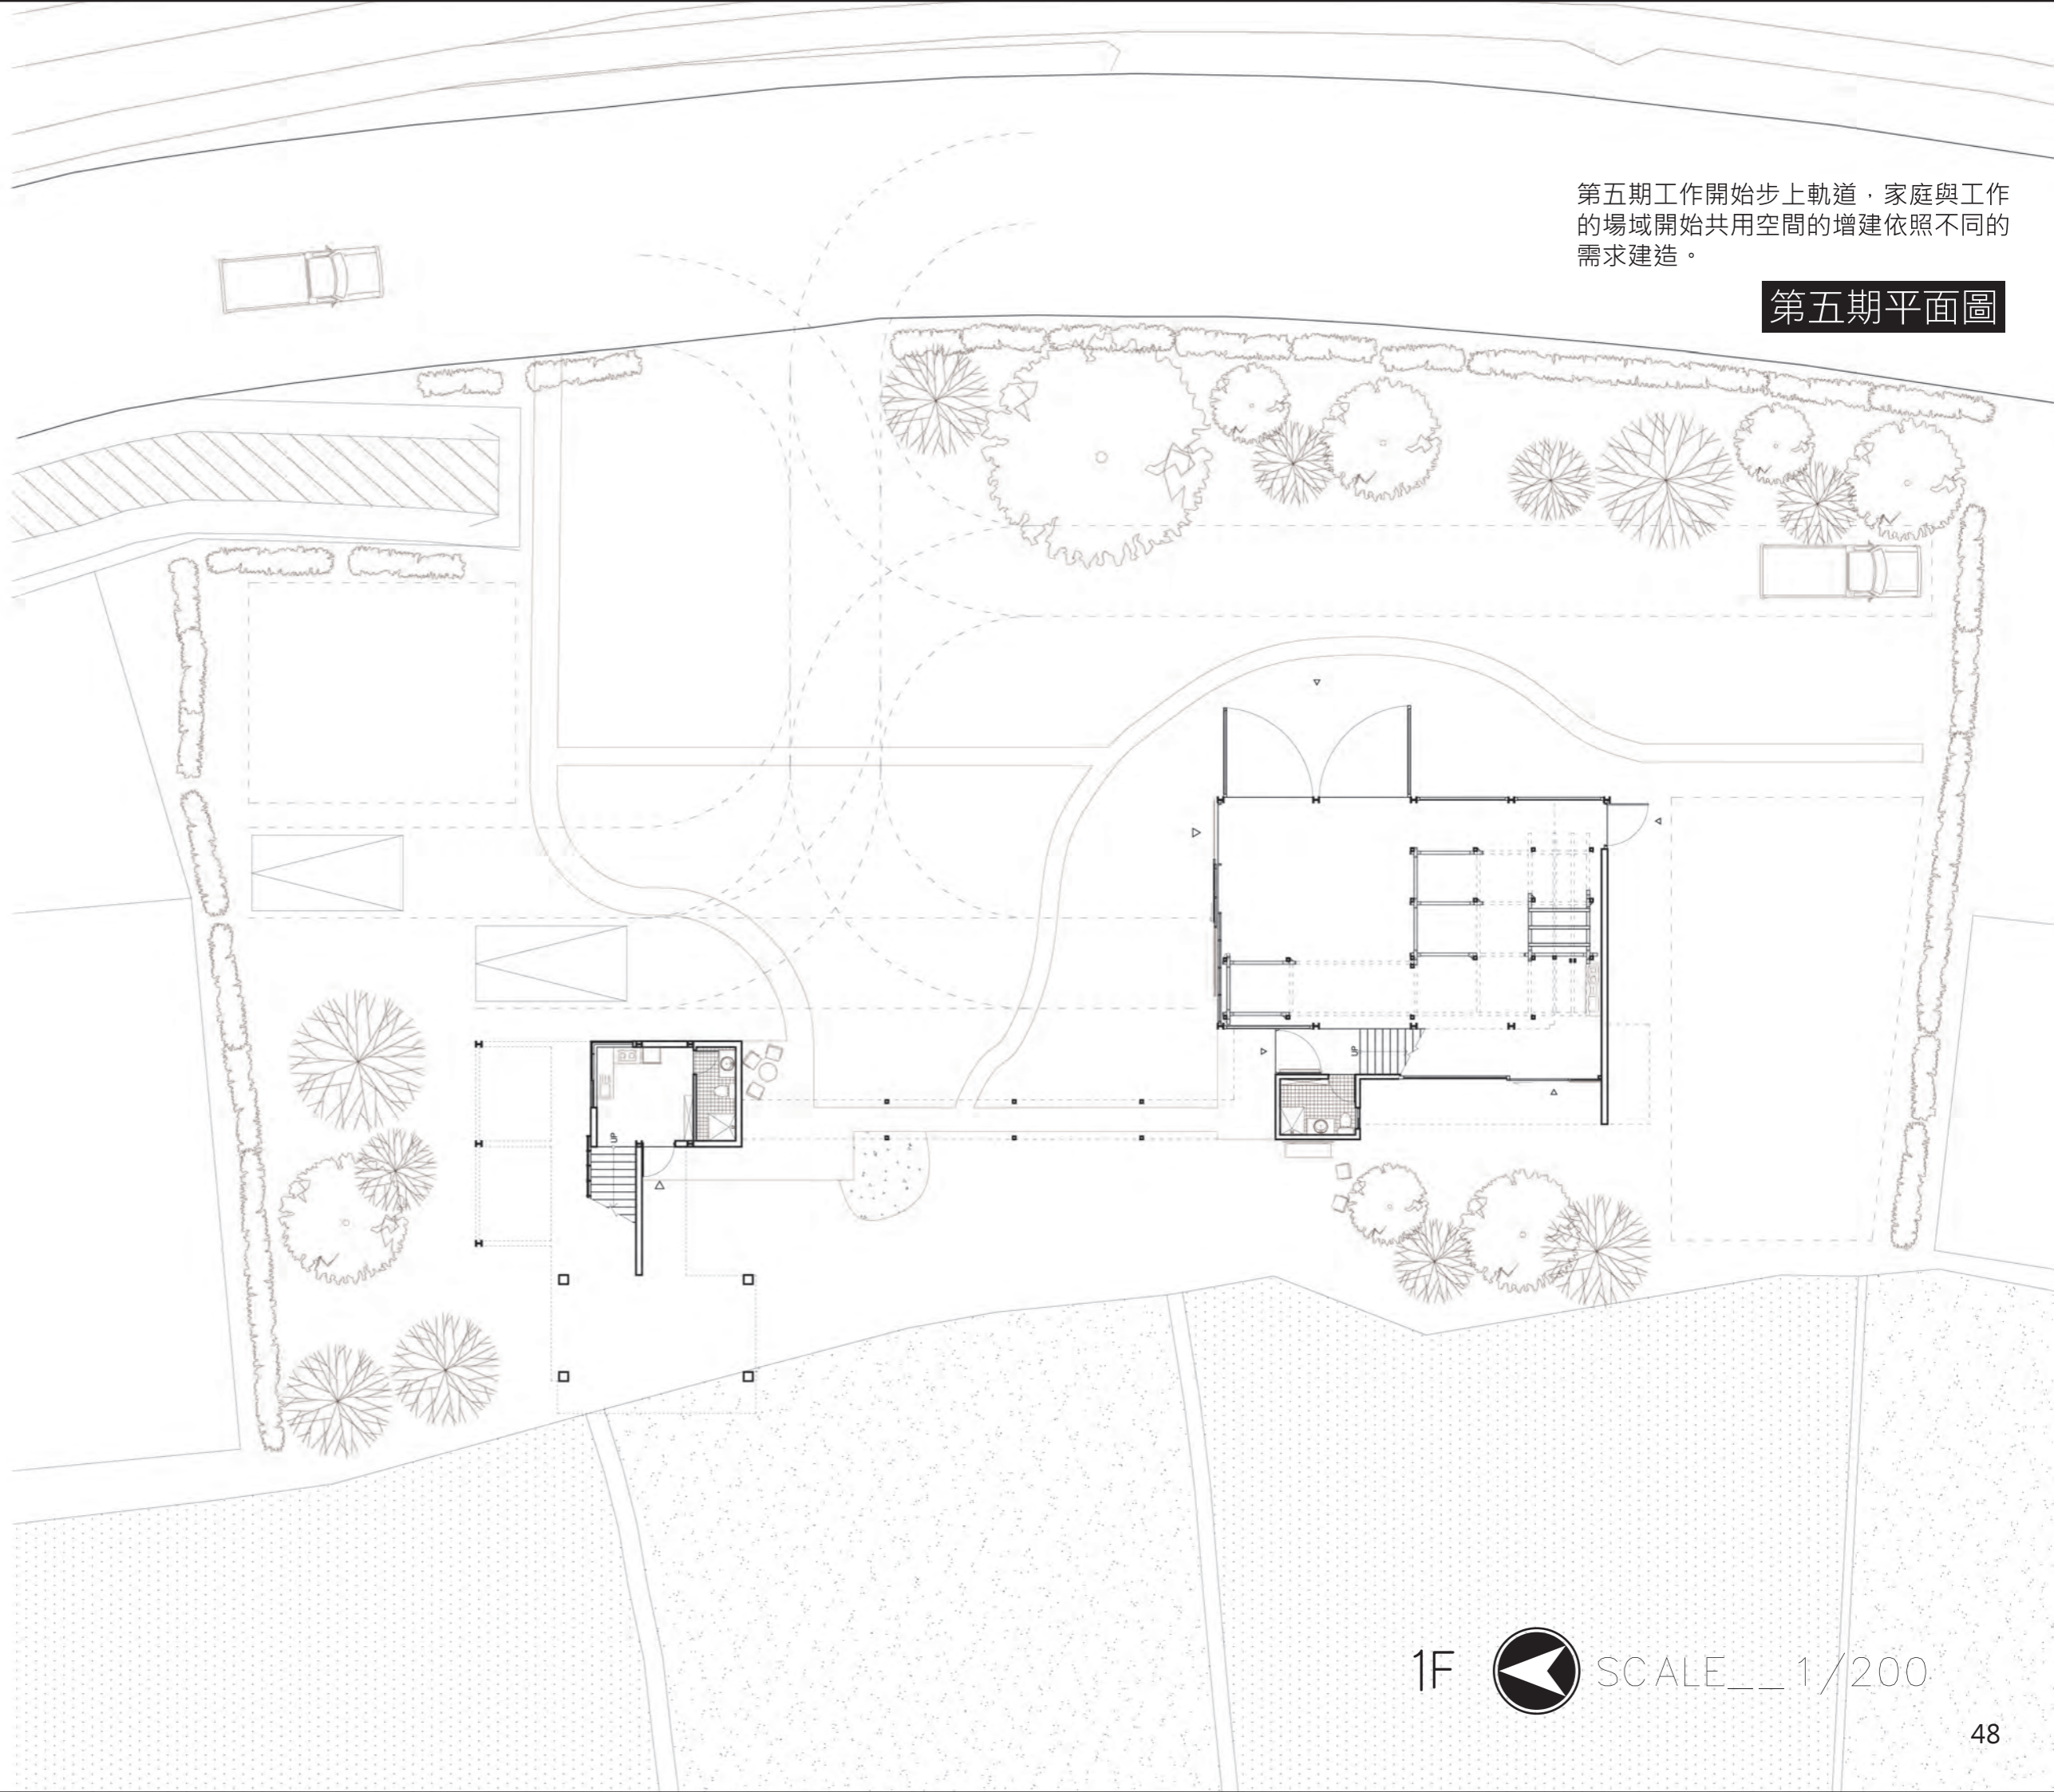 第五期工作開始步上軌道，家庭與工作
的場域開始共用空間的增建依照不同的
需求建造。
第五期平面圖
UP
UP
1F SCALE__1/200
48